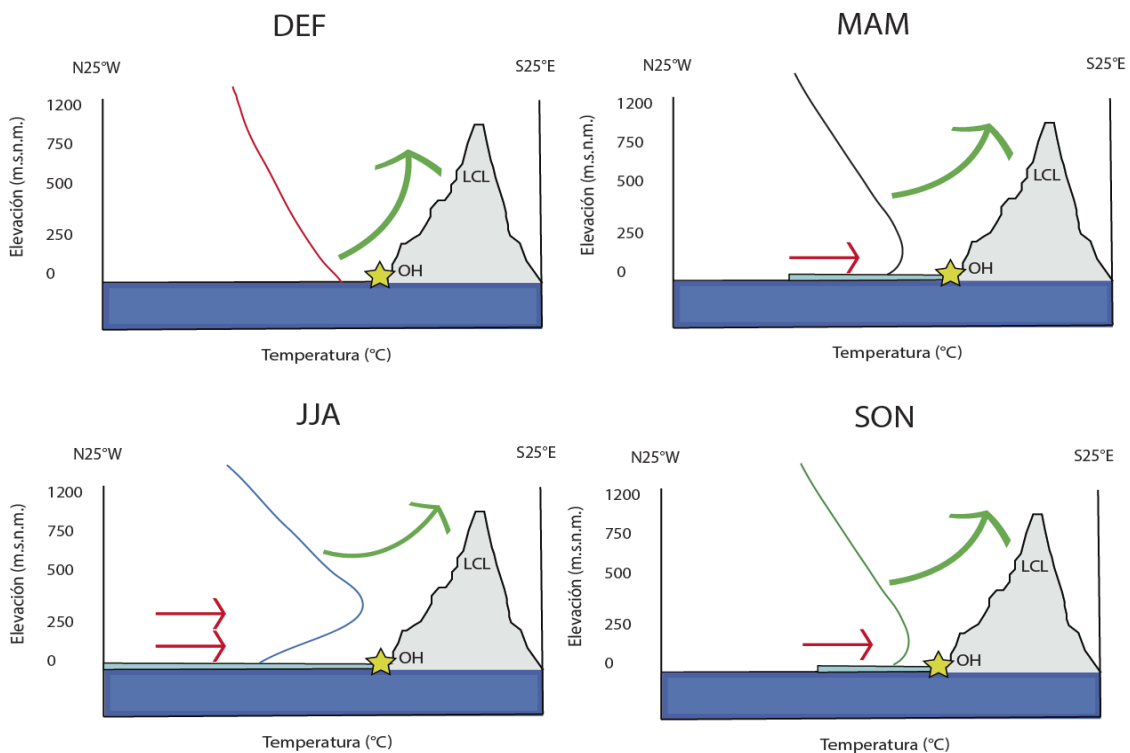 DEF
N25°W
S25°E
Elevación (m.s.n.m.)
1200
750
500
250
0
LCL
OH
Temperatura (°C)
MAM
N25°W
S25°E
Elevación (m.s.n.m.)
1200
750
500
250
0
LCL
OH
Temperatura (°C)
JJA
N25°W
S25°E
Elevación (m.s.n.m.)
1200
750
500
250
0
LCL
OH
Temperatura (°C)
SON
N25°W
S25°E
Elevación (m.s.n.m.)
1200
750
500
250
0
LCL
OH
Temperatura (°C)